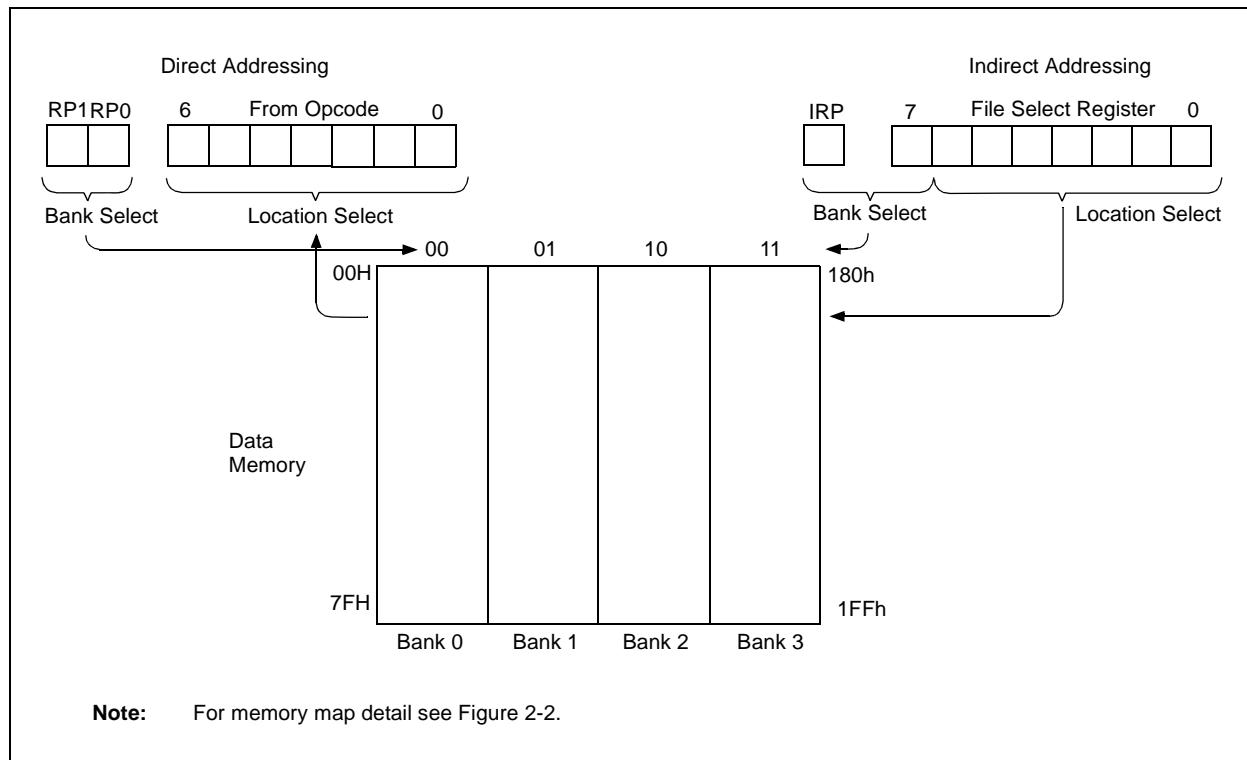 Direct Addressing
Indirect Addressing
RP1RP0 6 From Opcode 0
IRP 7 File Select Register 0
Bank Select Location Select
Bank Select Location Select
00 01 10 11
00H 180h
Data
Memory
7FH 1FFh
Bank 0 Bank 1 Bank 2 Bank 3
Note: For memory map detail see Figure 2-2.